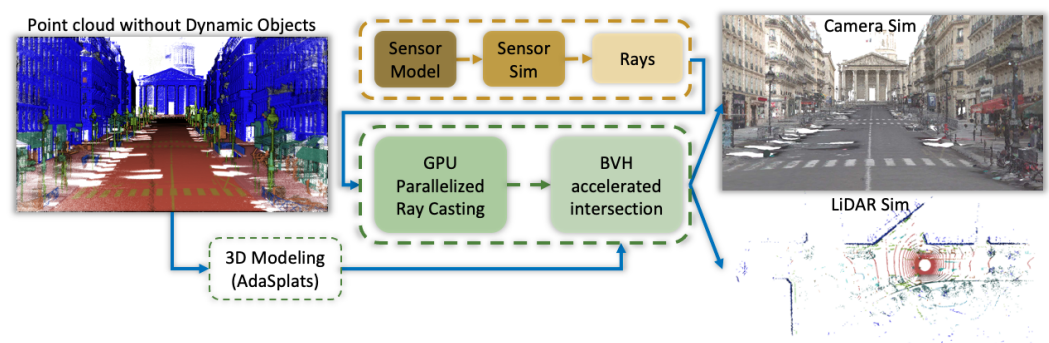 Point cloud without Dynamic Objects
Sensor
Model
Sensor
Sim
Rays
GPU
Parallelized
Ray Casting
BVH
accelerated
intersection
3D Modeling
(AdaSplats)
Camera Sim
LiDAR Sim